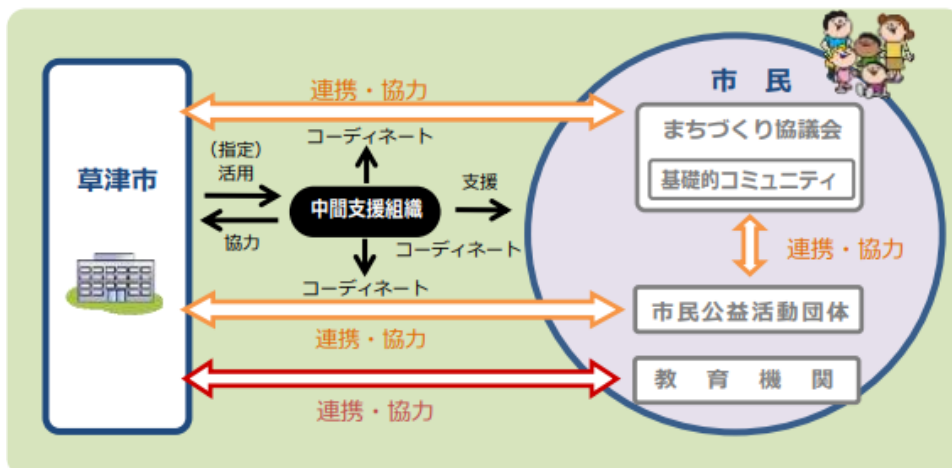 市 民
連携・協力
まちづくり協議会
コーディネート
(指定)
活用
草津市
基礎的コミュニティ
支援
中間支援組織
協力
コーディネート
連携・協力
コーディネート
市民公益活動団体
連携・協力
教 育 機 関
連携・協力